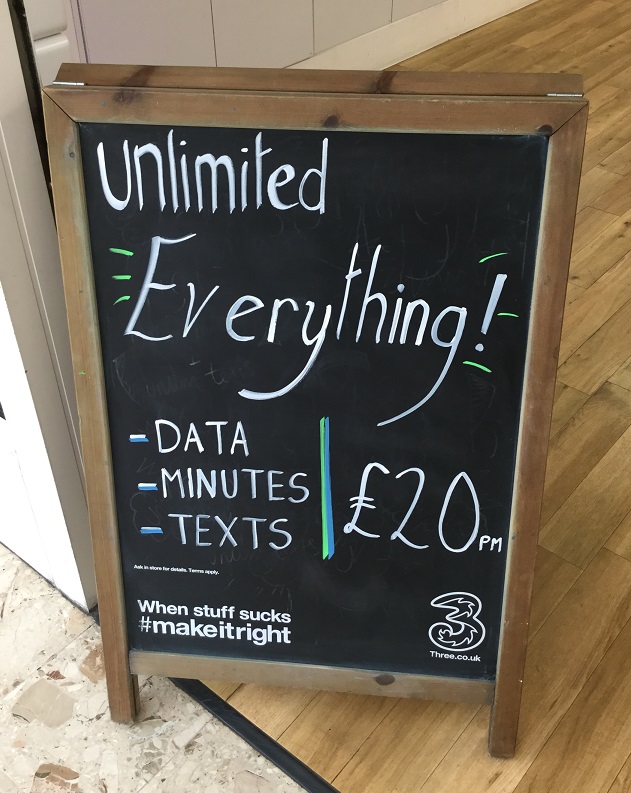 unlimited
Everything!
-DATA
-MINUTES
-TEXTS
£20PM
Ask in store for details. Terms apply.
When stuff sucks
#makeitright
3
Three.co.uk